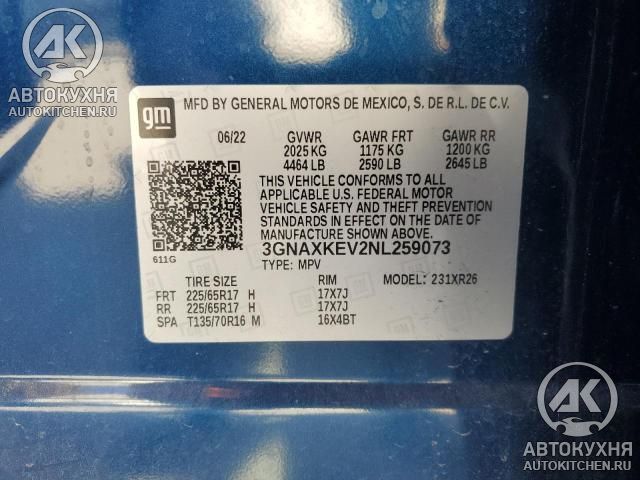 AK
АВТОКУХНЯ
AUTOKITCHEN.RU
gm
MFD BY GENERAL MOTORS DE MEXICO, S. DE R.L. DE C.V.
06/22 GVWR GAWR FRT GAWR RR
2025 KG 1175 KG 1200 KG
4464 LB 2590 LB 2645 LB
THIS VEHICLE CONFORMS TO ALL
APPLICABLE U.S. FEDERAL MOTOR
VEHICLE SAFETY AND THEFT PREVENTION
STANDARDS IN EFFECT ON THE DATE OF
MANUFACTURE SHOWN ABOVE.
611G 3GNAXKEV2NL259073
TYPE: MPV MODEL: 231XR26
TIRE SIZE RIM
FRT 225/65R17 H 17X7J
RR 225/65R17 H 17X7J
SPA T135/70R16 M 16X4BT
AK
АВТОКУХНЯ
AUTOKITCHEN.RU